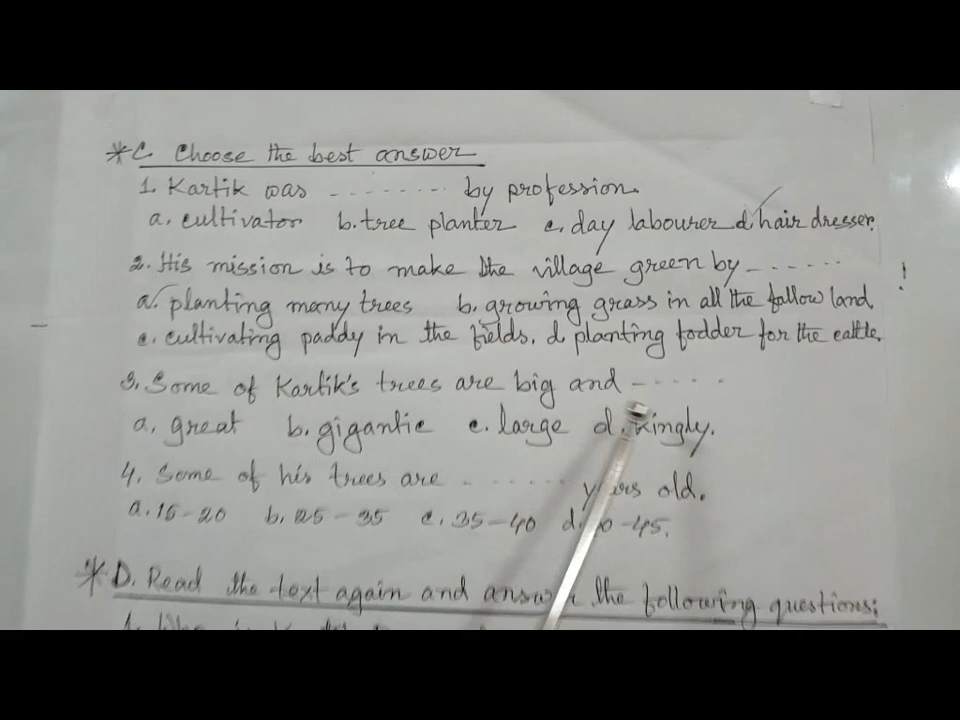 *C. Choose the best answer
1. Kartik was - - - - - - - - by profession.
a. cultivator b. tree planter c. day labourer d. hair dresser.
2. His mission is to make the village green by - - - - - - !
a. planting many trees b. growing grass in all the fallow land
c. cultivating paddy in the fields. d. planting fodder for the cattle.
3. Some of Kartik's trees are big and - - - - -
a. great b. gigantic c. large d. kingly.
4. Some of his trees are - - - - - - years old.
a. 15-20 b. 25-35 c. 35-40 d. -45.
*D. Read the text again and answer the following questions: